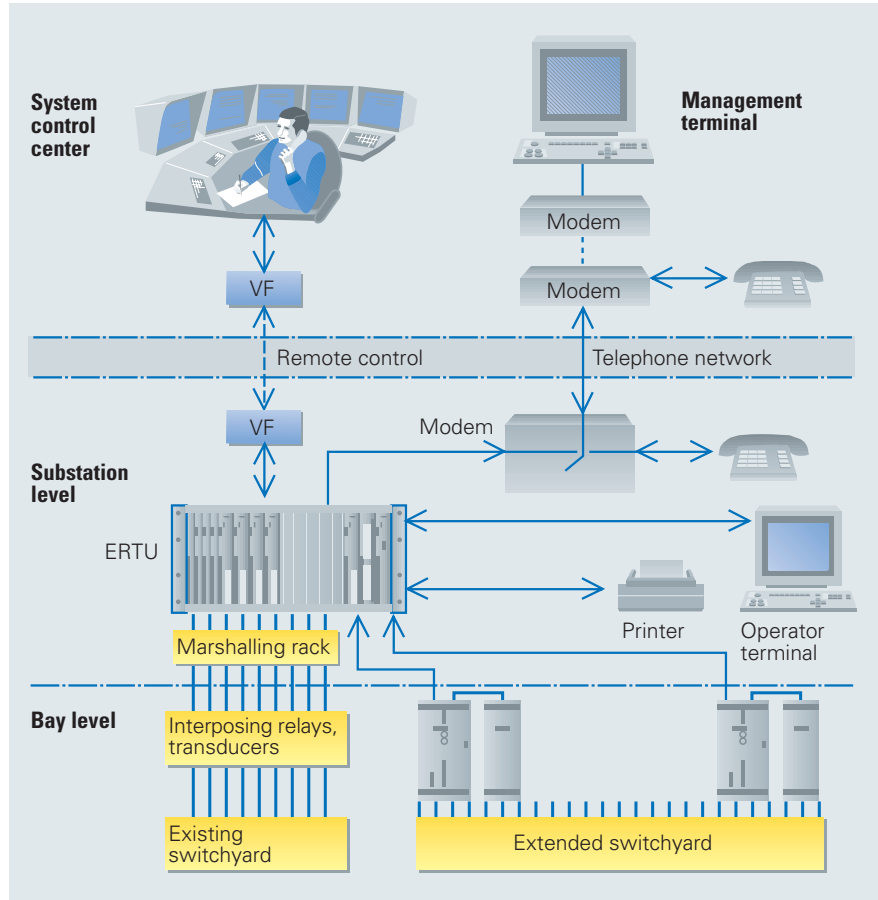 System
control
center
Management
terminal
Modem
Modem
VF
Remote control
Telephone network
VF
Modem
Substation
level
ERTU
Printer
Operator
terminal
Marshalling rack
Bay level
Interposing relays,
transducers
Existing
switchyard
Extended switchyard